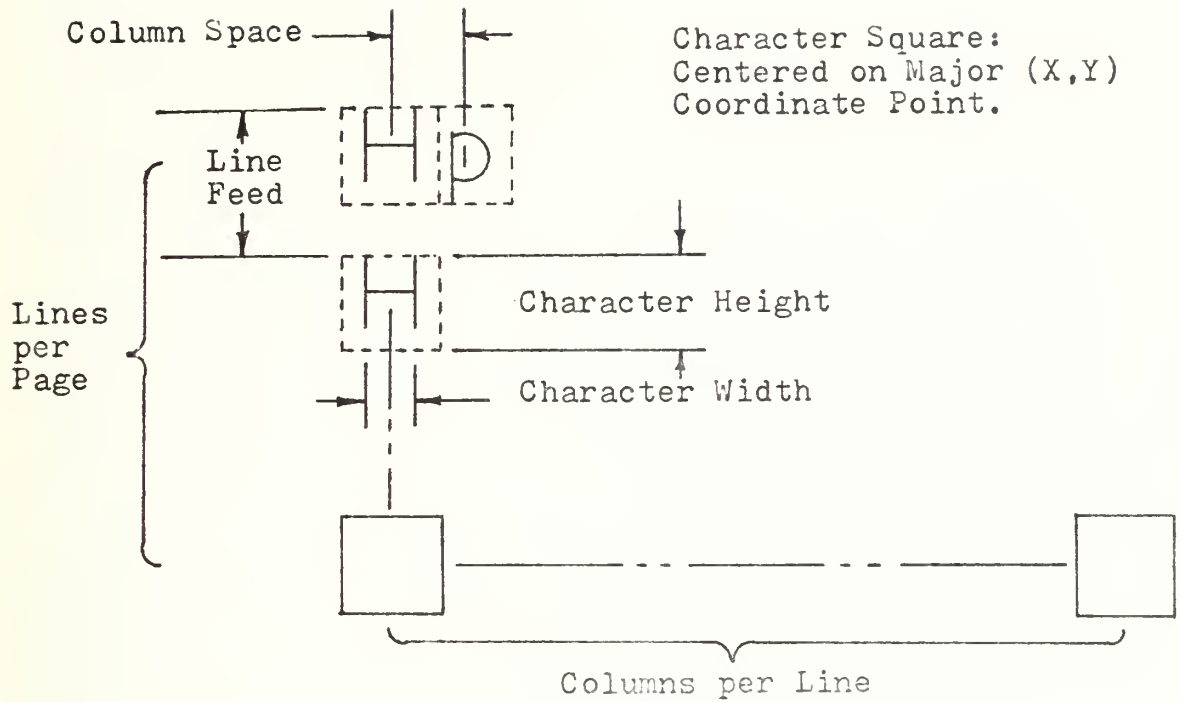 Column Space
Character Square:
Centered on Major (X,Y)
Coordinate Point.
Line
Feed
H
p
Lines
per
Page
H
Character Height
Character Width
Columns per Line